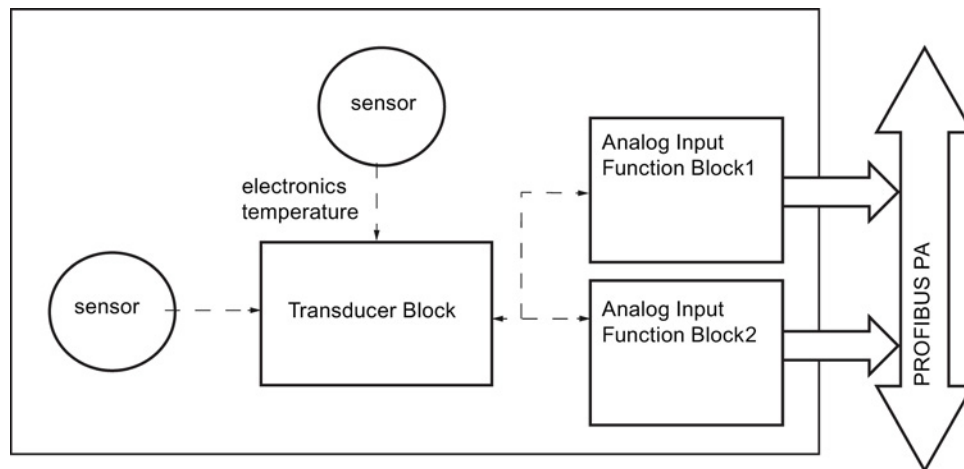 sensor
electronics
temperature
sensor
Transducer Block
Analog Input
Function Block1
Analog Input
Function Block2
PROFIBUS PA